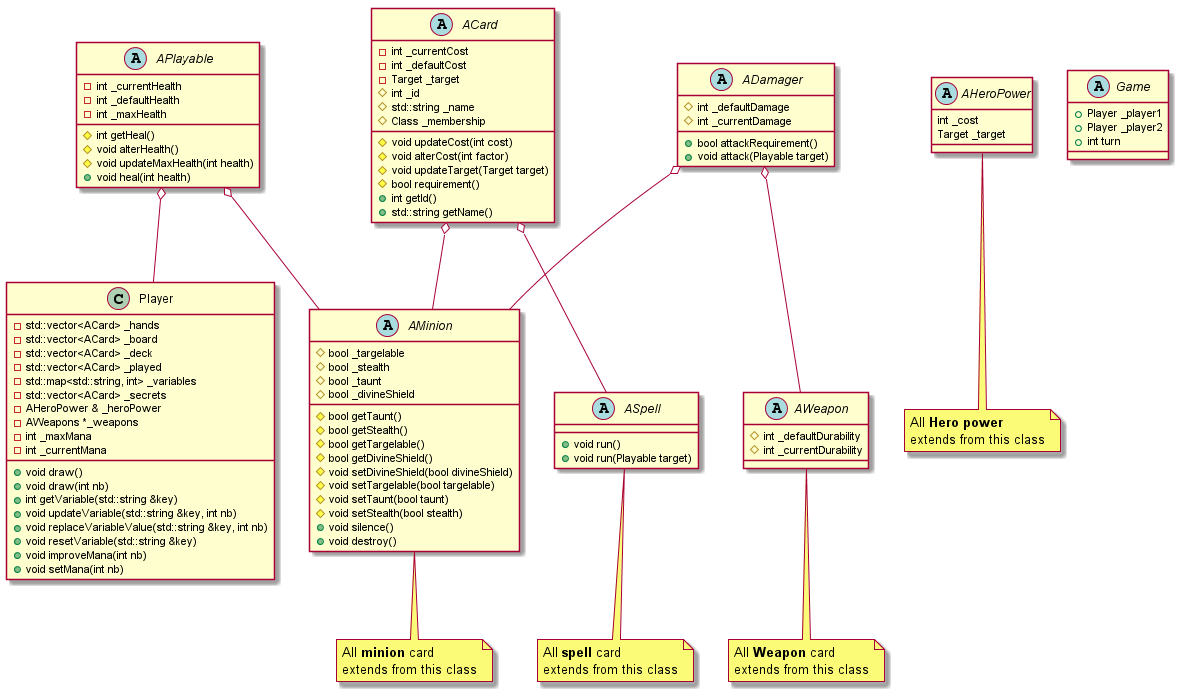 A APlayable
int _currentHealth
int _defaultHealth
int _maxHealth
int getHeal()
void alterHealth()
void updateMaxHealth(int health)
void heal(int health)
A ACard
int _currentCost
int _defaultCost
Target _target
int _id
std::string _name
Class _membership
void updateCost(int cost)
void alterCost(int factor)
void updateTarget(Target target)
bool requirement()
int getId()
std::string getName()
A ADamager
int _defaultDamage
int _currentDamage
bool attackRequirement()
void attack(Playable target)
A AHeroPower
int _cost
Target _target
A Game
Player _player1
Player _player2
int turn
C Player
std::vector<ACard> _hands
std::vector<ACard> _board
std::vector<ACard> _deck
std::vector<ACard> _played
std::map<std::string, int> _variables
std::vector<ACard> _secrets
AHeroPower & _heroPower
AWeapons *_weapons
int _maxMana
int _currentMana
void draw()
void draw(int nb)
int getVariable(std::string &key)
void updateVariable(std::string &key, int nb)
void replaceVariableValue(std::string &key, int nb)
void resetVariable(std::string &key)
void improveMana(int nb)
void setMana(int nb)
A AMinion
bool _targelable
bool _stealth
bool _taunt
bool _divineShield
bool getTaunt()
bool getStealth()
bool getTargelable()
bool getDivineShield()
void setDivineShield(bool divineShield)
void setTargelable(bool targelable)
void setTaunt(bool taunt)
void setStealth(bool stealth)
void silence()
void destroy()
A ASpell
void run()
void run(Playable target)
A AWeapon
int _defaultDurability
int _currentDurability
All Hero power
extends from this class
All minion card
extends from this class
All spell card
extends from this class
All Weapon card
extends from this class